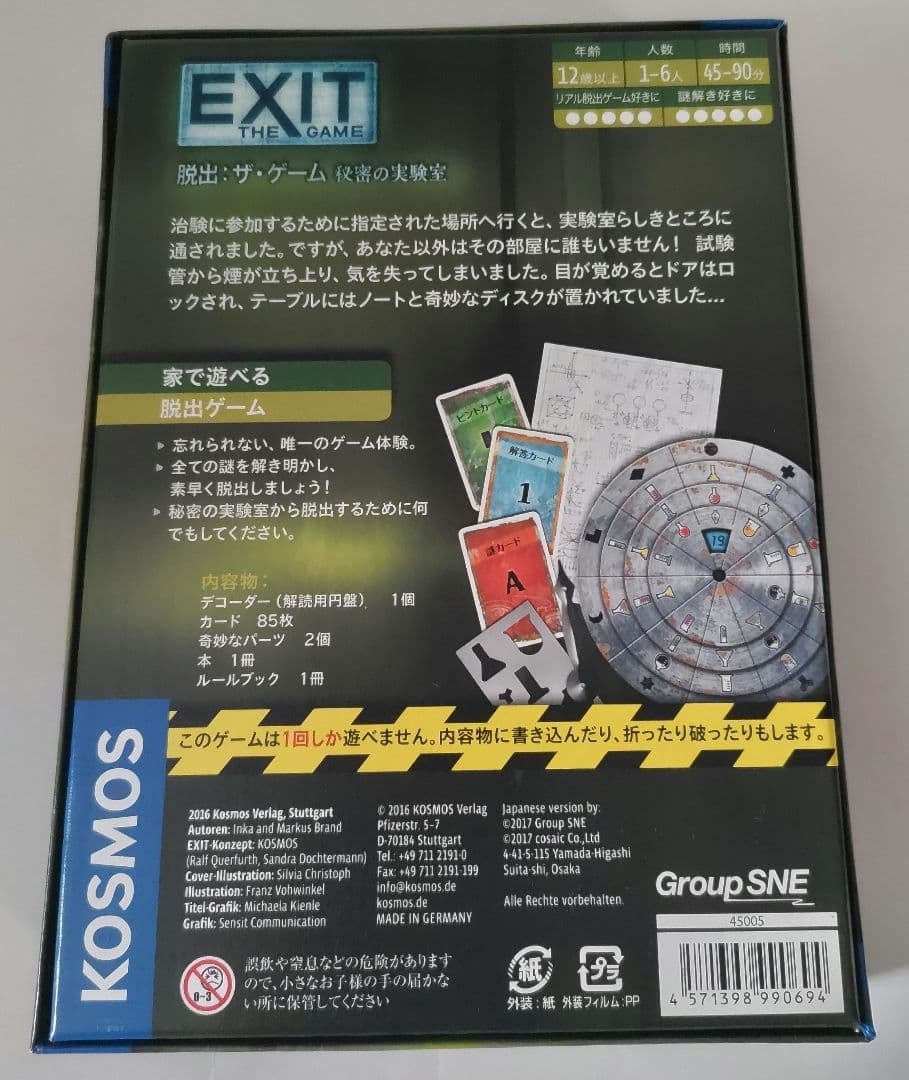 EXIT
THE GAME
年齢 人数 時間
12歳以上 1-6人 45-90分
リアル脱出ゲーム好きに 謎解き好きに
脱出:ザ・ゲーム 秘密の実験室
治験に参加するために指定された場所へ行くと、実験室らしきところに
通されました。ですが、あなた以外はその部屋に誰もいません! 試験
管から煙が立ち上り、気を失ってしまいました。目が覚めるとドアはロ
ックされ、テーブルにはノートと奇妙なディスクが置かれていました…
家で遊べる
脱出ゲーム
忘れられない、唯一のゲーム体験。
全ての謎を解き明かし、
素早く脱出しましょう!
秘密の実験室から脱出するために何
でもしてください。
ヒントカード
解答カード
1
謎カード
A
19
内容物:
デコーダー(解読用円盤) 1個
カード 85枚
奇妙なパーツ 2個
本 1冊
ルールブック 1冊
このゲームは1回しか遊べません。内容物に書き込んだり、折ったり破ったりもします。
KOSMOS
2016 Kosmos Verlag, Stuttgart
Autoren: Inka and Markus Brand
EXIT-Konzept: KOSMOS
(Ralf Querfurth, Sandra Dochtermann)
Cover-Illustration: Silvia Christoph
Illustration: Franz Vohwinkel
Titel-Grafik: Michaela Kienle
Grafik: Sensit Communication
© 2016 KOSMOS Verlag
Pfizerstr. 5-7
D-70184 Stuttgart
Tel.: +49 711 2191-0
Fax: +49 711 2191-199
info@kosmos.de
kosmos.de
MADE IN GERMANY
Japanese version by:
©2017 Group SNE
©2017 cosaic Co,.Ltd
4-41-5-115 Yamada-Higashi
Suita-shi, Osaka
Alle Rechte vorbehalten.
Group SNE
45005
4 571398 990694
0-3
誤飲や窒息などの危険があります
ので、小さなお子様の手の届かな
い所に保管してください
紙 プラ
外装:紙 外装フィルム:PP